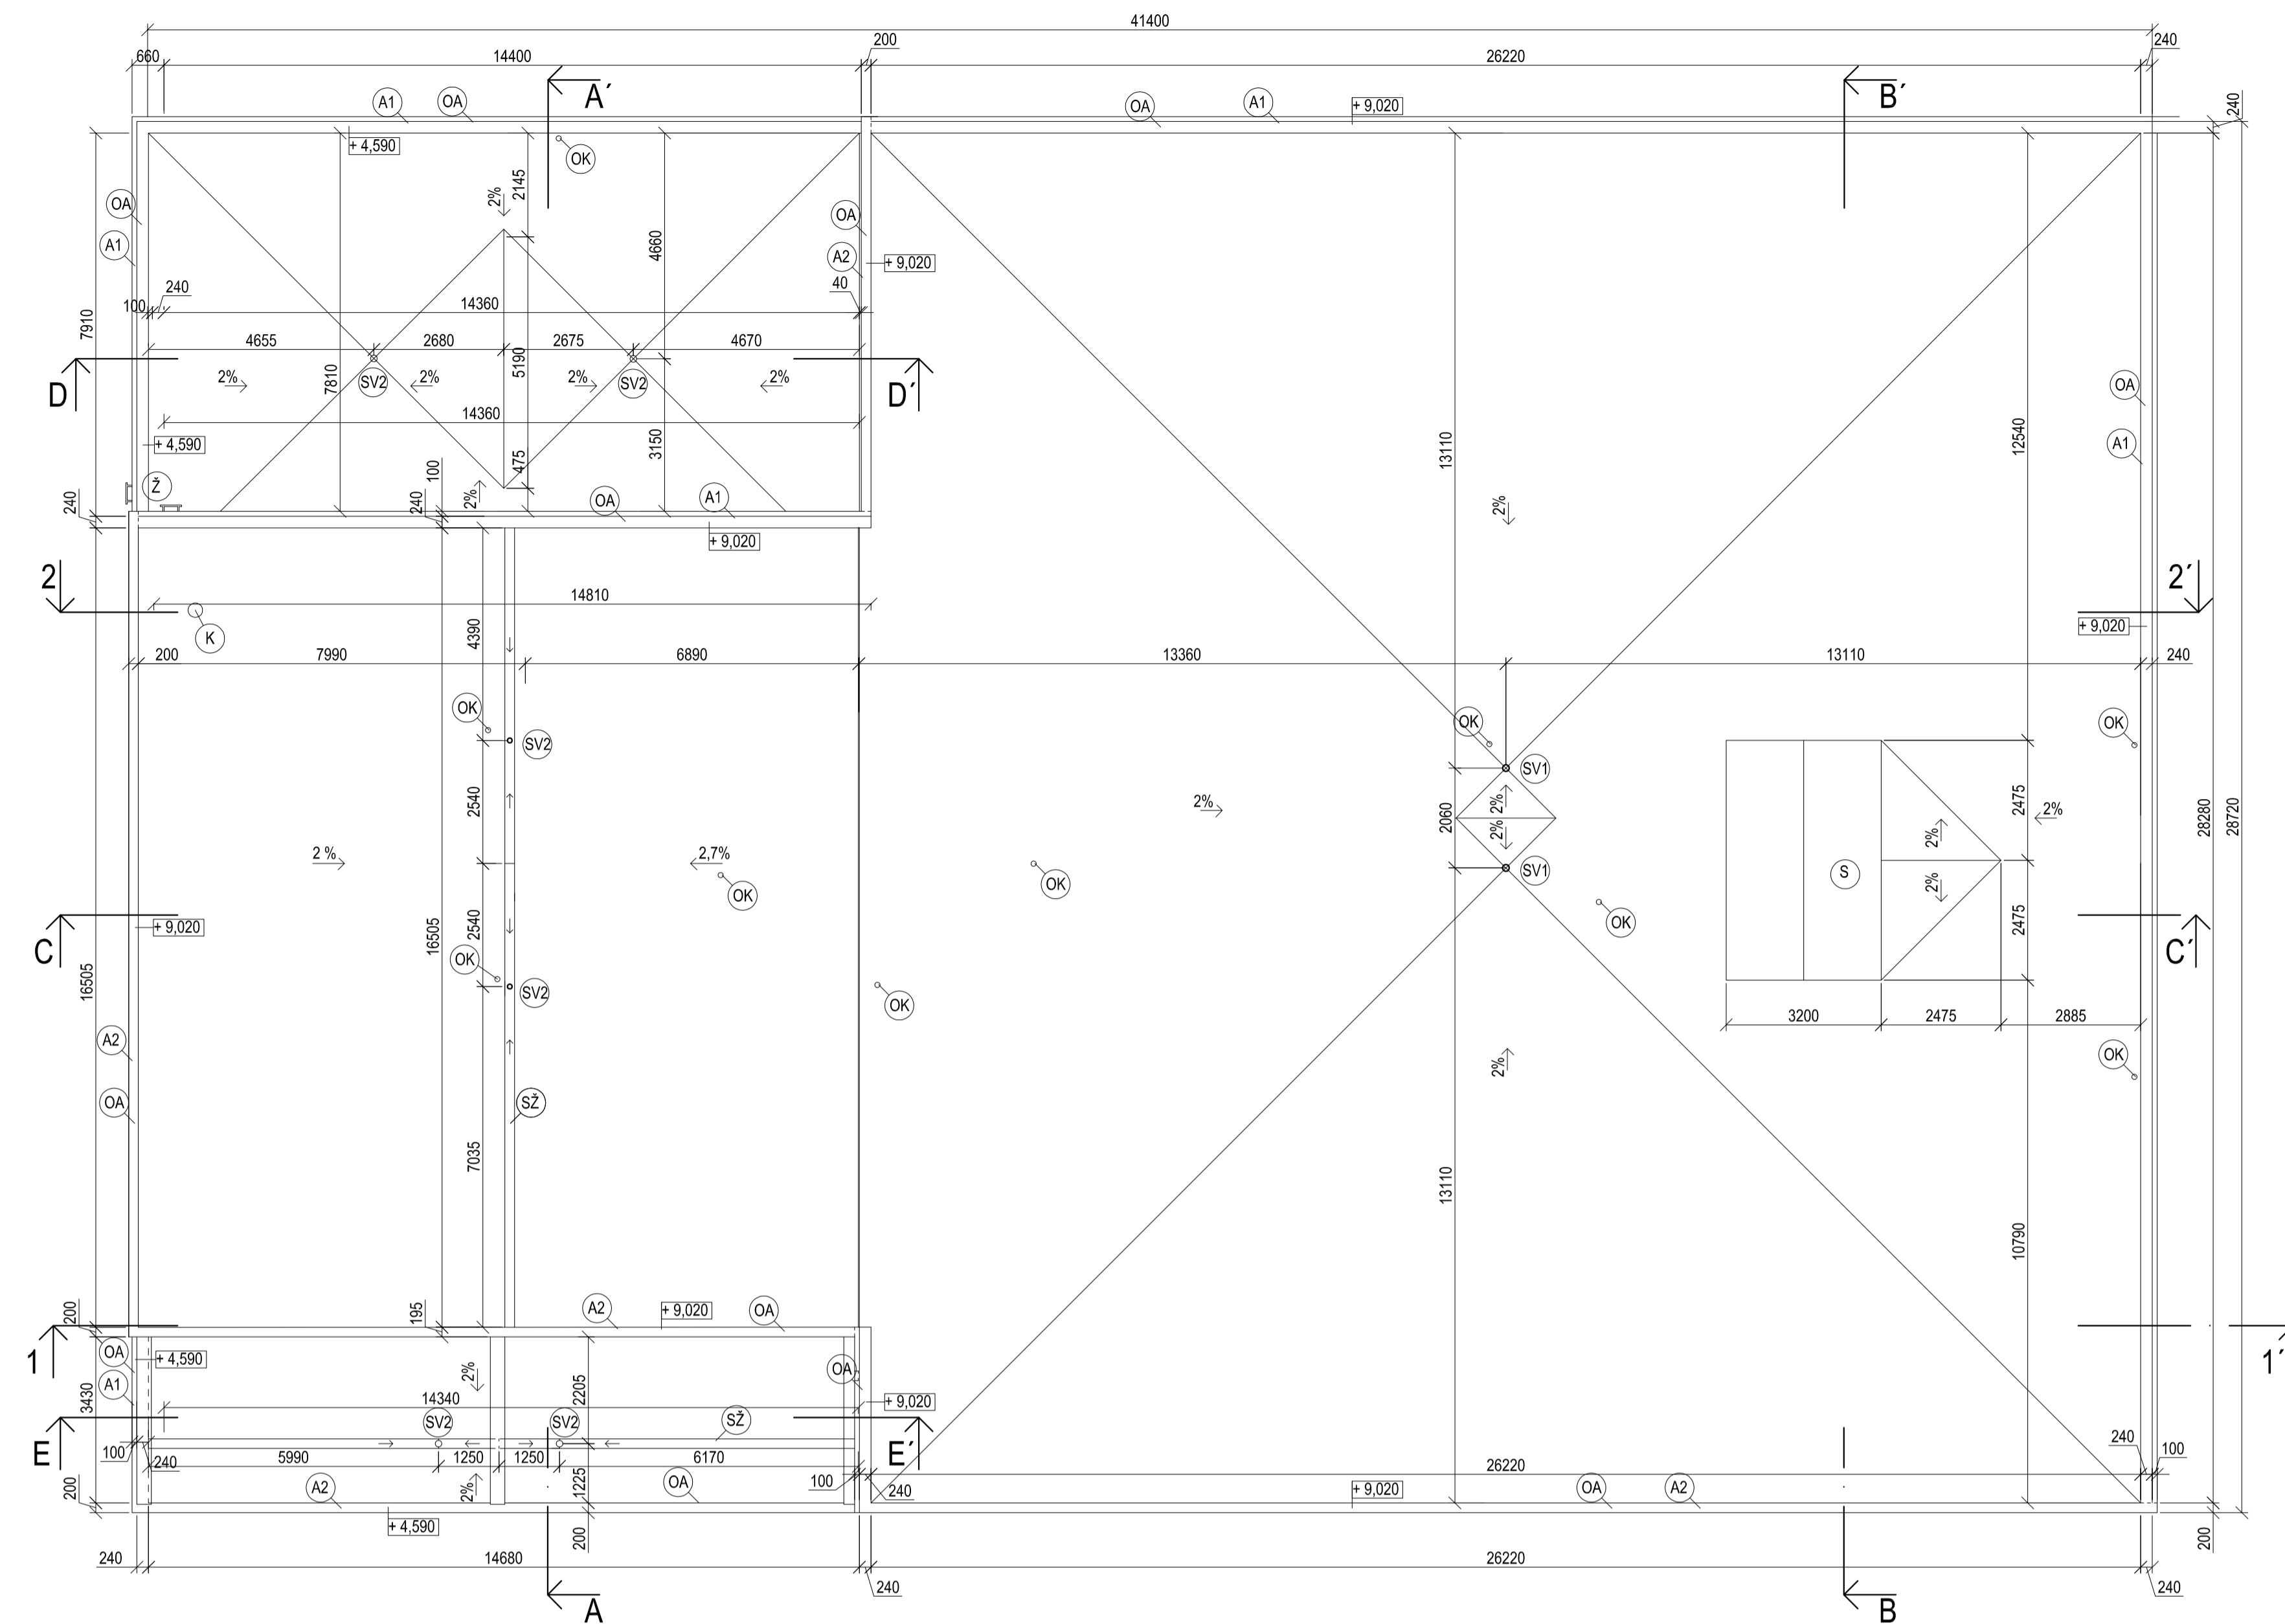 41400
660
14400
200
26220
240
A´
B´
A1
OA
OA
A1
+ 9,020
240
+ 4,590
OK
2%
2145
OA
OA
A1
A2
4660
+ 9,020
7910
100
240
14360
40
4655
2680
2675
4670
7810
5190
D
2%
SV2
2%
2%
SV2
2%
D´
OA
14360
13110
12540
+ 4,590
475
3150
A1
Ž
100
240
240
2%
OA
A1
2%
+ 9,020
2
2´
14810
K
4390
+ 9,020
200
7990
6890
13360
13110
240
OK
SV2
OK
SV1
OK
2540
2%
2060
2%
2%
2475
2%
2%
28280
28720
2 %
2,7%
OK
OK
SV1
S
2%
OK
2475
C
+ 9,020
16505
16505
2540
OK
SV2
OK
C´
3200
2475
2885
A2
2%
OK
OA
SŽ
7035
13110
10790
200
195
A2
+ 9,020
OA
1
OA
+ 4,590
2%
OA
1´
A1
3430
14340
2205
+ 9,020
SV2
SV2
SŽ
E
100
240
5990
1250
1250
6170
E´
240
100
26220
200
A2
2%
1225
OA
100
240
+ 9,020
OA
A2
+ 4,590
200
200
240
14680
26220
240
240
A
B